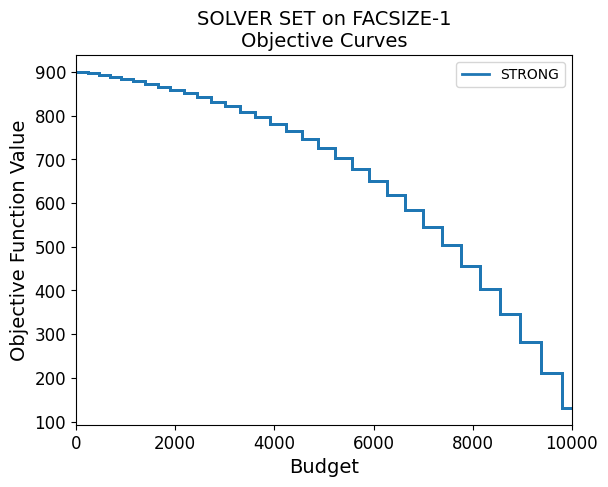 SOLVER SET on FACSIZE-1
Objective Curves
STRONG
Objective Function Value
900
800
700
600
500
400
300
200
100
0 2000 4000 6000 8000 10000
Budget